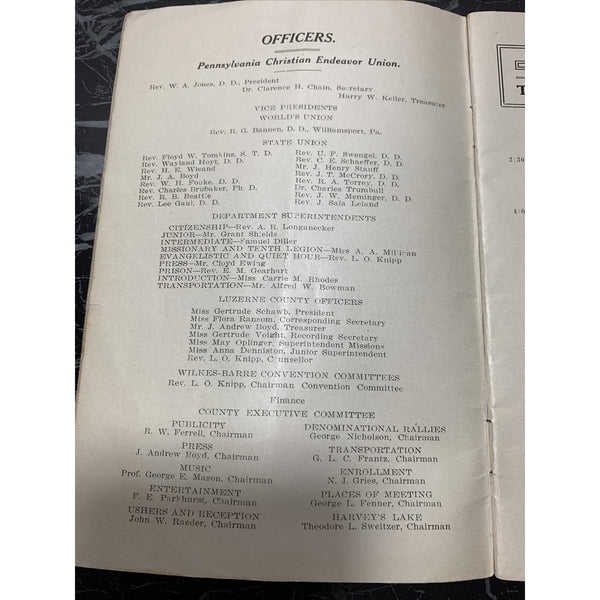 OFFICERS.
Pennsylvania Christian Endeavor Union.
Rev. W. A. Jones, D. D., President
Dr. Clarence H. Chain, Secretary
Harry W. Keller, Treasurer
VICE PRESIDENTS
WORLD'S UNION
Rev. R. G. Bannen, D. D., Williamsport, Pa.
STATE UNION
Rev. Floyd W. Tomkins, S. T. D.
Rev. Wayland Hoyt, D. D.
Rev. H. E. Wieand
Mr. J. A. Boyd
Rev. W. H. Fouke, D. D.
Rev. Charles Brubaker, Ph. D.
Rev. R. B. Beattie
Rev. Lee Gaul, D. D.
Rev. U. F. Swengel, D. D.
Rev. C. E. Schaeffer, D. D.
Mr. J. Henry Stauff
Rev. J. T. McCrory, D. D.
Rev. R. A. Torrey, D. D.
Dr. Charles Trumbull
Rev. J. W. Meminger, D. D.
Rev. J. Sala Leland
DEPARTMENT SUPERINTENDENTS
CITIZENSHIP—Rev. A. R. Longanecker
JUNIOR—Mr. Grant Shields
INTERMEDIATE—Samuel Diller
MISSIONARY AND TENTH LEGION—Miss A. A. Millican
EVANGELISTIC AND QUIET HOUR—Rev. L. O. Knipp
PRESS—Mr. Cloyd Ewing
PRISON—Rev. E. M. Gearhart
INTRODUCTION—Miss Carrie M. Rhodes
TRANSPORTATION—Mr. Alfred W. Bowman
LUZERNE COUNTY OFFICERS
Miss Gertrude Schawb, President
Miss Flora Ransom, Corresponding Secretary
Mr. J. Andrew Boyd, Treasurer
Miss Gertrude Voight, Recording Secretary
Miss May Oplinger, Superintendent Missions
Miss Anna Denniston, Junior Superintendent
Rev. L. O. Knipp, Counsellor
WILKES-BARRE CONVENTION COMMITTEES
Rev. L. O. Knipp, Chairman Convention Committee
Finance
COUNTY EXECUTIVE COMMITTEE
PUBLICITY
R. W. Ferrell, Chairman
PRESS
J. Andrew Boyd, Chairman
MUSIC
Prof. George E. Mason, Chairman
ENTERTAINMENT
F. E. Parkhurst, Chairman
USHERS AND RECEPTION
John W. Raeder, Chairman
DENOMINATIONAL RALLIES
George Nicholson, Chairman
TRANSPORTATION
G. L. C. Frantz, Chairman
ENROLLMENT
N. J. Gries, Chairman
PLACES OF MEETING
George L. Fenner, Chairman
HARVEY'S LAKE
Theodore L. Sweitzer, Chairman
T
2:30
4:0